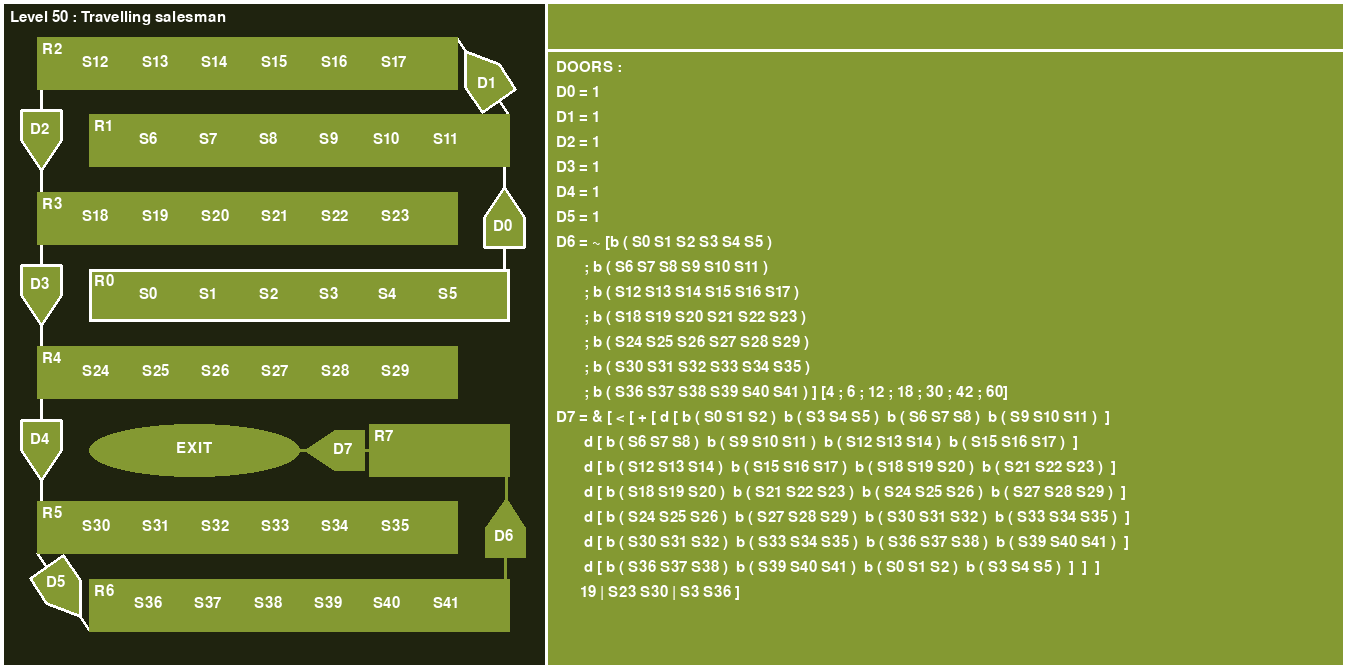 Level 50 : Travelling salesman
R2
S12 S13 S14 S15 S16 S17
D1
D2
R1
S6 S7 S8 S9 S10 S11
R3
S18 S19 S20 S21 S22 S23
D0
D3
R0
S0 S1 S2 S3 S4 S5
R4
S24 S25 S26 S27 S28 S29
D4
EXIT
D7
R7
R5
S30 S31 S32 S33 S34 S35
D6
D5
R6
S36 S37 S38 S39 S40 S41
DOORS :
D0 = 1
D1 = 1
D2 = 1
D3 = 1
D4 = 1
D5 = 1
D6 = ~ [b ( S0 S1 S2 S3 S4 S5 )
; b ( S6 S7 S8 S9 S10 S11 )
; b ( S12 S13 S14 S15 S16 S17 )
; b ( S18 S19 S20 S21 S22 S23 )
; b ( S24 S25 S26 S27 S28 S29 )
; b ( S30 S31 S32 S33 S34 S35 )
; b ( S36 S37 S38 S39 S40 S41 ) ] [4 ; 6 ; 12 ; 18 ; 30 ; 42 ; 60]
D7 = & [ < [ + [ d [ b ( S0 S1 S2 ) b ( S3 S4 S5 ) b ( S6 S7 S8 ) b ( S9 S10 S11 ) ]
d [ b ( S6 S7 S8 ) b ( S9 S10 S11 ) b ( S12 S13 S14 ) b ( S15 S16 S17 ) ]
d [ b ( S12 S13 S14 ) b ( S15 S16 S17 ) b ( S18 S19 S20 ) b ( S21 S22 S23 ) ]
d [ b ( S18 S19 S20 ) b ( S21 S22 S23 ) b ( S24 S25 S26 ) b ( S27 S28 S29 ) ]
d [ b ( S24 S25 S26 ) b ( S27 S28 S29 ) b ( S30 S31 S32 ) b ( S33 S34 S35 ) ]
d [ b ( S30 S31 S32 ) b ( S33 S34 S35 ) b ( S36 S37 S38 ) b ( S39 S40 S41 ) ]
d [ b ( S36 S37 S38 ) b ( S39 S40 S41 ) b ( S0 S1 S2 ) b ( S3 S4 S5 ) ] ] ]
19 | S23 S30 | S3 S36 ]